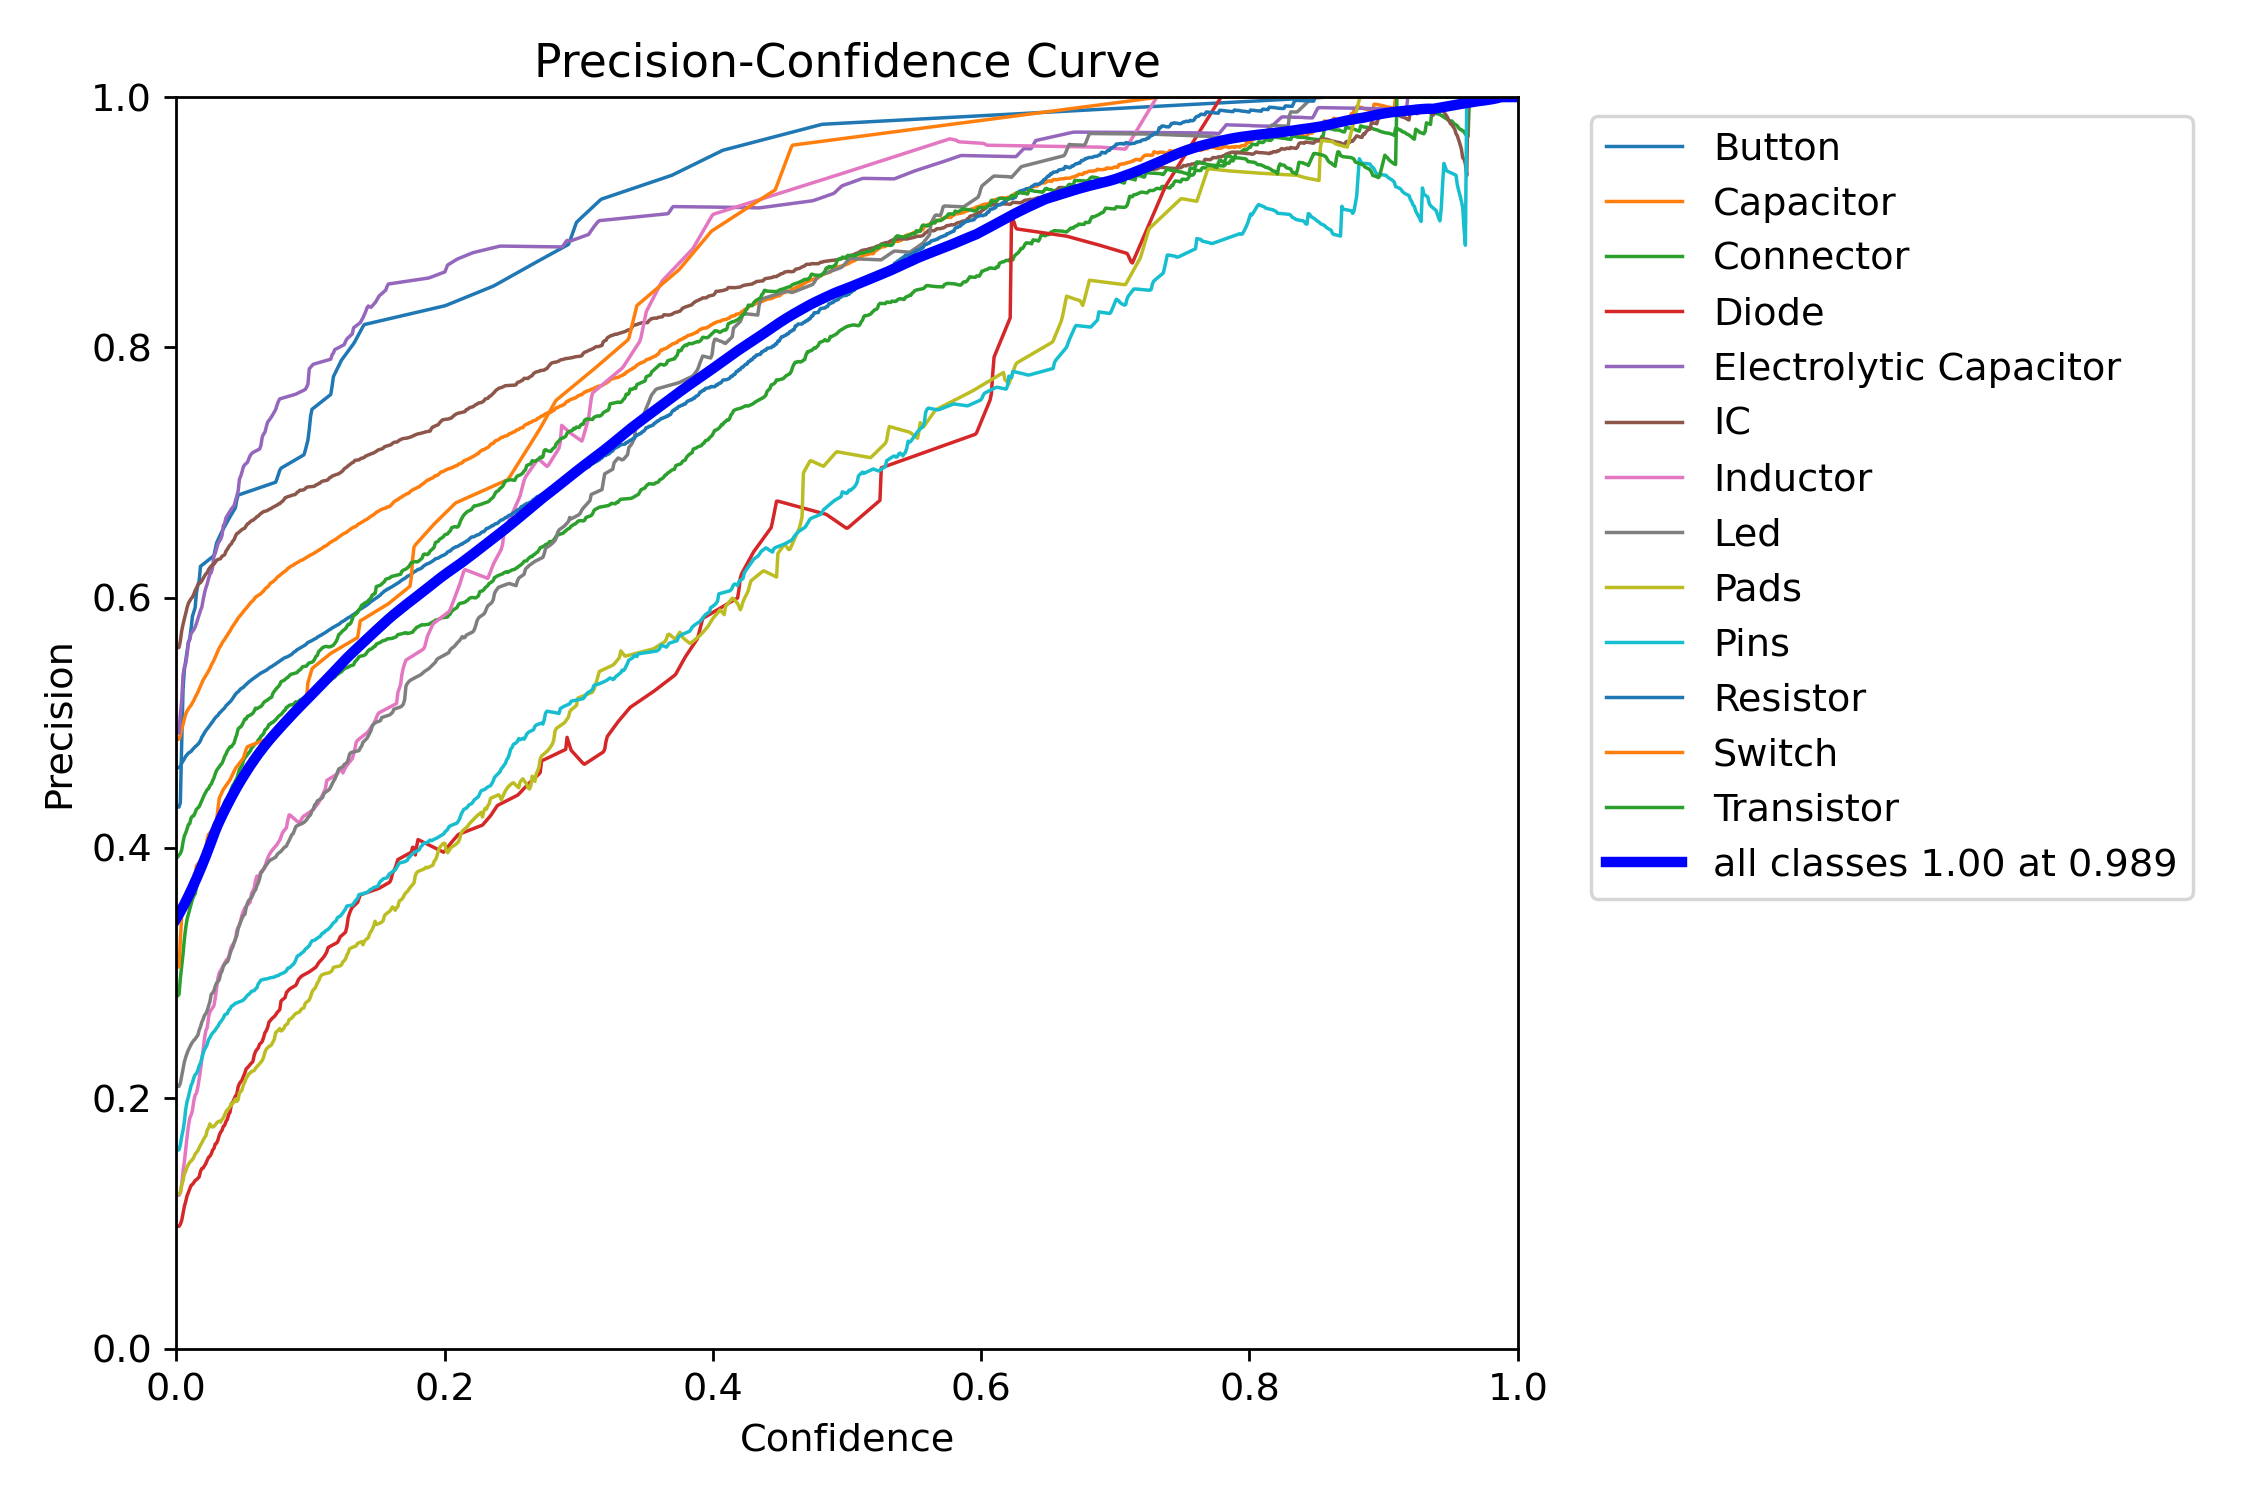 Precision-Confidence Curve
1.0
0.8
0.6
0.4
0.2
0.0
Precision
0.0 0.2 0.4 0.6 0.8 1.0
Confidence
Button
Capacitor
Connector
Diode
Electrolytic Capacitor
IC
Inductor
Led
Pads
Pins
Resistor
Switch
Transistor
all classes 1.00 at 0.989